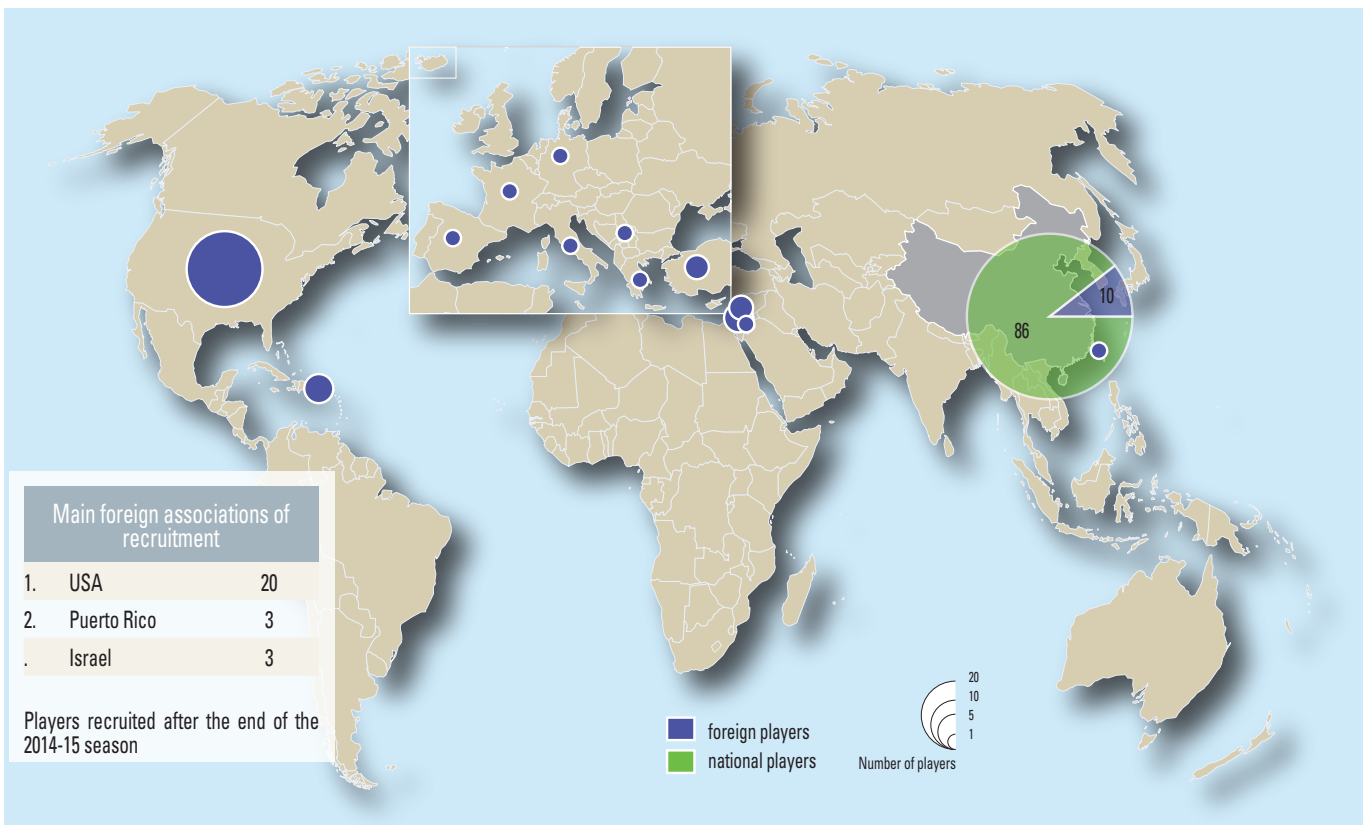 86
10
Main foreign associations of
recruitment
1. USA 20
2. Puerto Rico 3
. Israel 3
Players recruited after the end of the
2014-15 season
foreign players
national players
20
10
5
1
Number of players